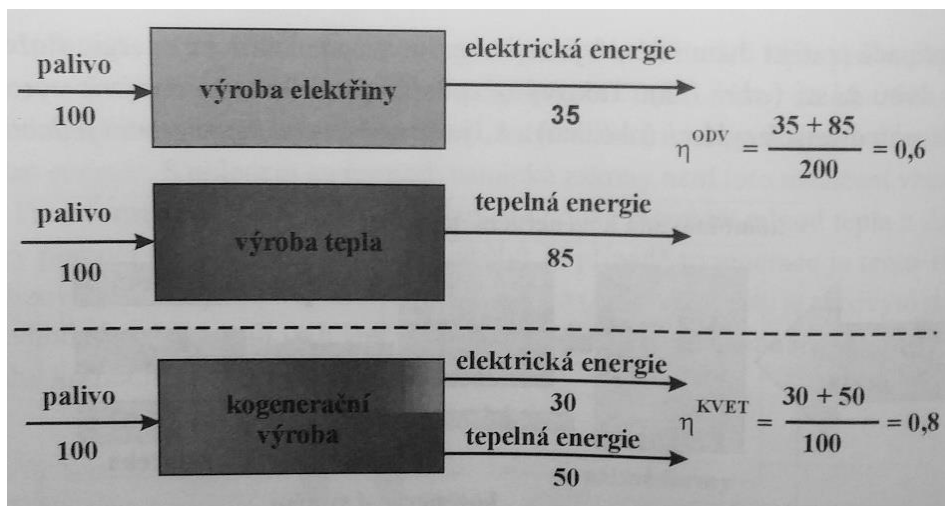 palivo
100
výroba elektřiny
elektrická energie
35
η^ODV = (35 + 85) / 200 = 0,6
palivo
100
výroba tepla
tepelná energie
85
palivo
100
kogenerační
výroba
elektrická energie
30
tepelná energie
50
η^KVET = (30 + 50) / 100 = 0,8